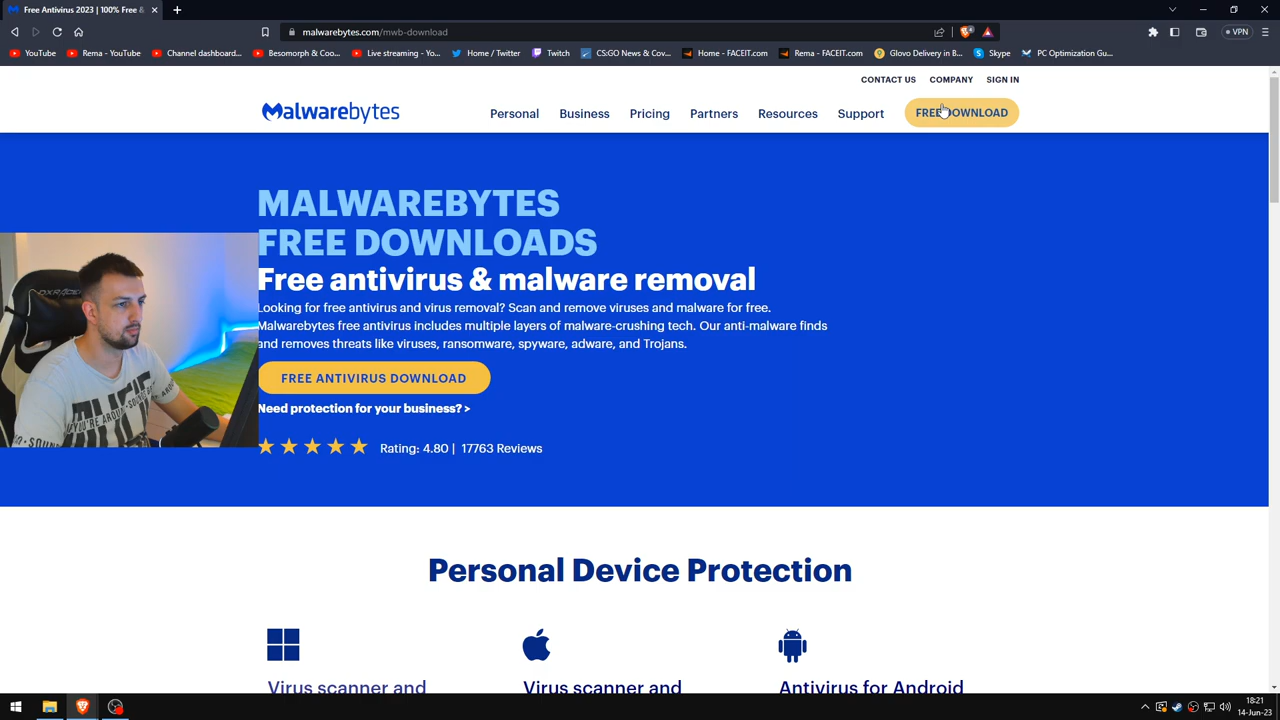 Free Antivirus 2023 | 100% Free &
malwarebytes.com/mwb-download
VPN
YouTube
Rema - YouTube
Channel dashboard...
Besomorph & Coo...
Live streaming - Yo...
Home / Twitter
Twitch
CS:GO News & Cov...
Home - FACEIT.com
Rema - FACEIT.com
Glovo Delivery in B...
Skype
PC Optimization Gu...
CONTACT US
COMPANY
SIGN IN
Malwarebytes
Personal
Business
Pricing
Partners
Resources
Support
FREE DOWNLOAD
MALWAREBYTES
FREE DOWNLOADS
Free antivirus & malware removal
Looking for free antivirus and virus removal? Scan and remove viruses and malware for free.
Malwarebytes free antivirus includes multiple layers of malware-crushing tech. Our anti-malware finds
and removes threats like viruses, ransomware, spyware, adware, and Trojans.
FREE ANTIVIRUS DOWNLOAD
Need protection for your business? >
Rating: 4.80 | 17763 Reviews
Personal Device Protection
Virus scanner and
Virus scanner and
Antivirus for Android
18:21
14-Jun-23